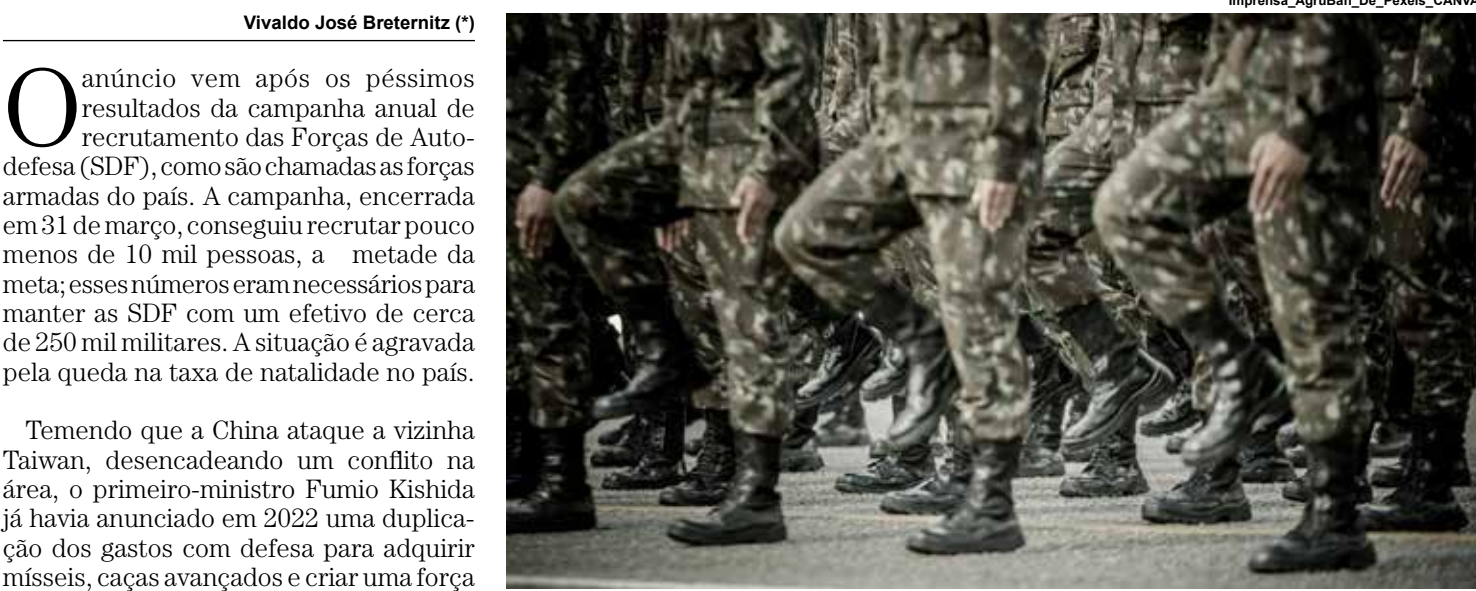 Vivaldo José Breternitz (*)
O anúncio vem após os péssimos
resultados da campanha anual de
recrutamento das Forças de Auto-
defesa (SDF), como são chamadas as forças
armadas do país. A campanha, encerrada
em 31 de março, conseguiu recrutar pouco
menos de 10 mil pessoas, a metade da
meta; esses números eram necessários para
manter as SDF com um efetivo de cerca
de 250 mil militares. A situação é agravada
pela queda na taxa de natalidade no país.
Temendo que a China ataque a vizinha
Taiwan, desencadeando um conflito na
área, o primeiro-ministro Fumio Kishida
já havia anunciado em 2022 uma duplica-
ção dos gastos com defesa para adquirir
mísseis, caças avançados e criar uma força
Imprensa_AgruBan_De_Pexels_CANVA